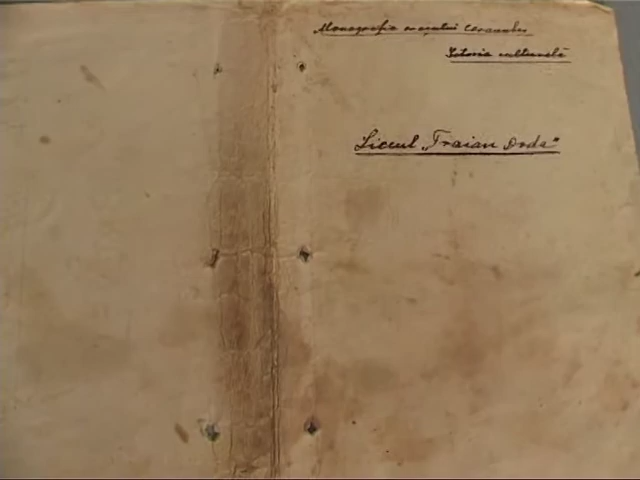 Monografia orașului Caransebeș
Istoria culturală
Liceul „Traian Doda"